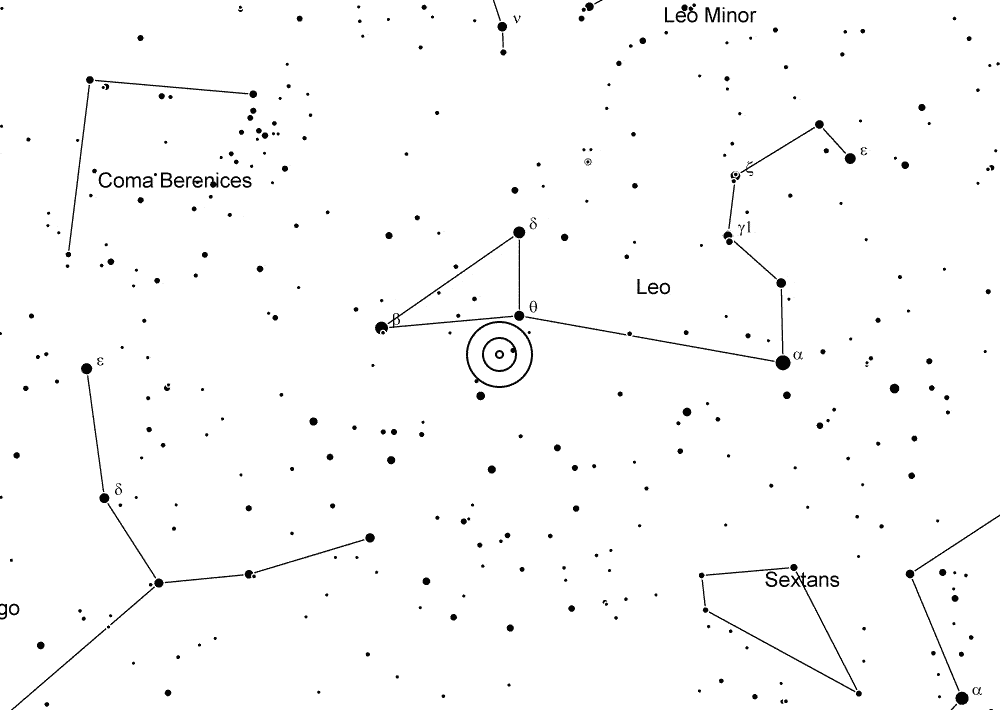 Leo Minor
ν
ε
ζ
Coma Berenices
γ1
δ
Leo
θ
β
α
ε
δ
Sextans
go
α